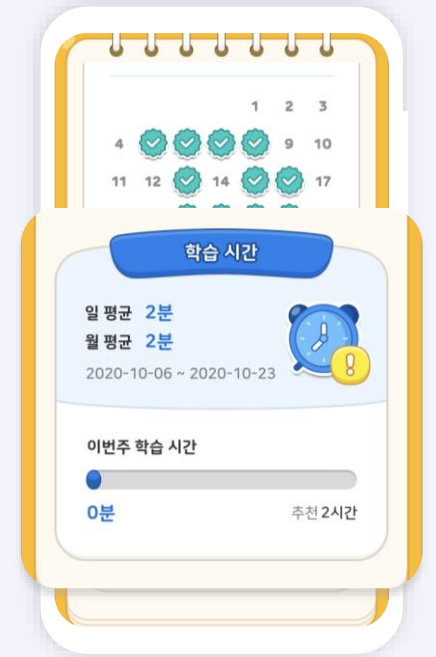 1 2 3
4 9 10
11 12 14 17
학습 시간
일 평균 2분
월 평균 2분
2020-10-06 ~ 2020-10-23
이번주 학습 시간
0분 추천 2시간